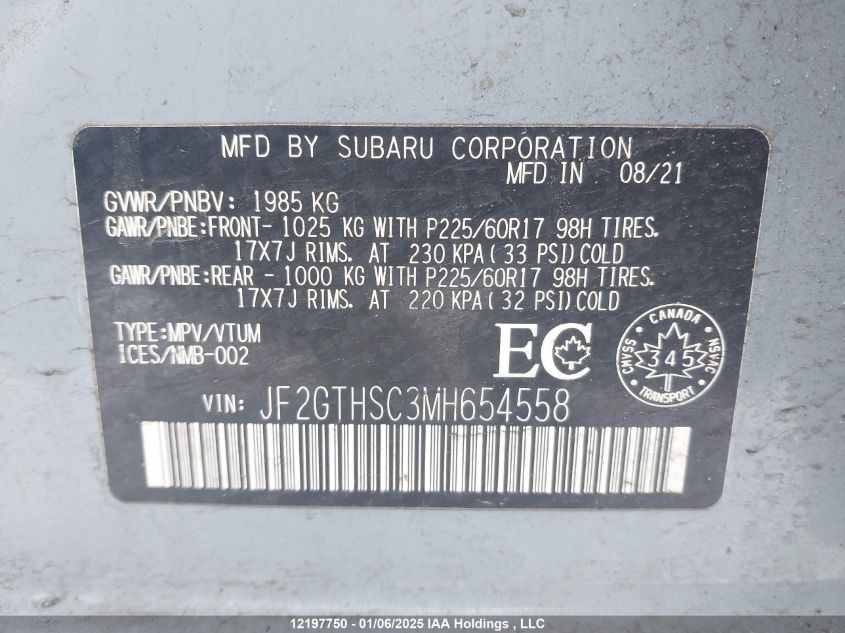 MFD BY SUBARU CORPORATION
MFD IN 08/21
GVWR/PNBV: 1985 KG
GAWR/PNBE:FRONT- 1025 KG WITH P225/60R17 98H TIRES.
17X7J RIMS. AT 230 KPA(33 PSI)COLD
GAWR/PNBE:REAR - 1000 KG WITH P225/60R17 98H TIRES.
17X7J RIMS. AT 220 KPA(32 PSI)COLD
TYPE:MPV/VTUM
ICES/NMB-002
EC
CANADA
CMVSS 345 NSVAC
TRANSPORT
VIN: JF2GTHSC3MH654558
12197750 - 01/06/2025 IAA Holdings , LLC